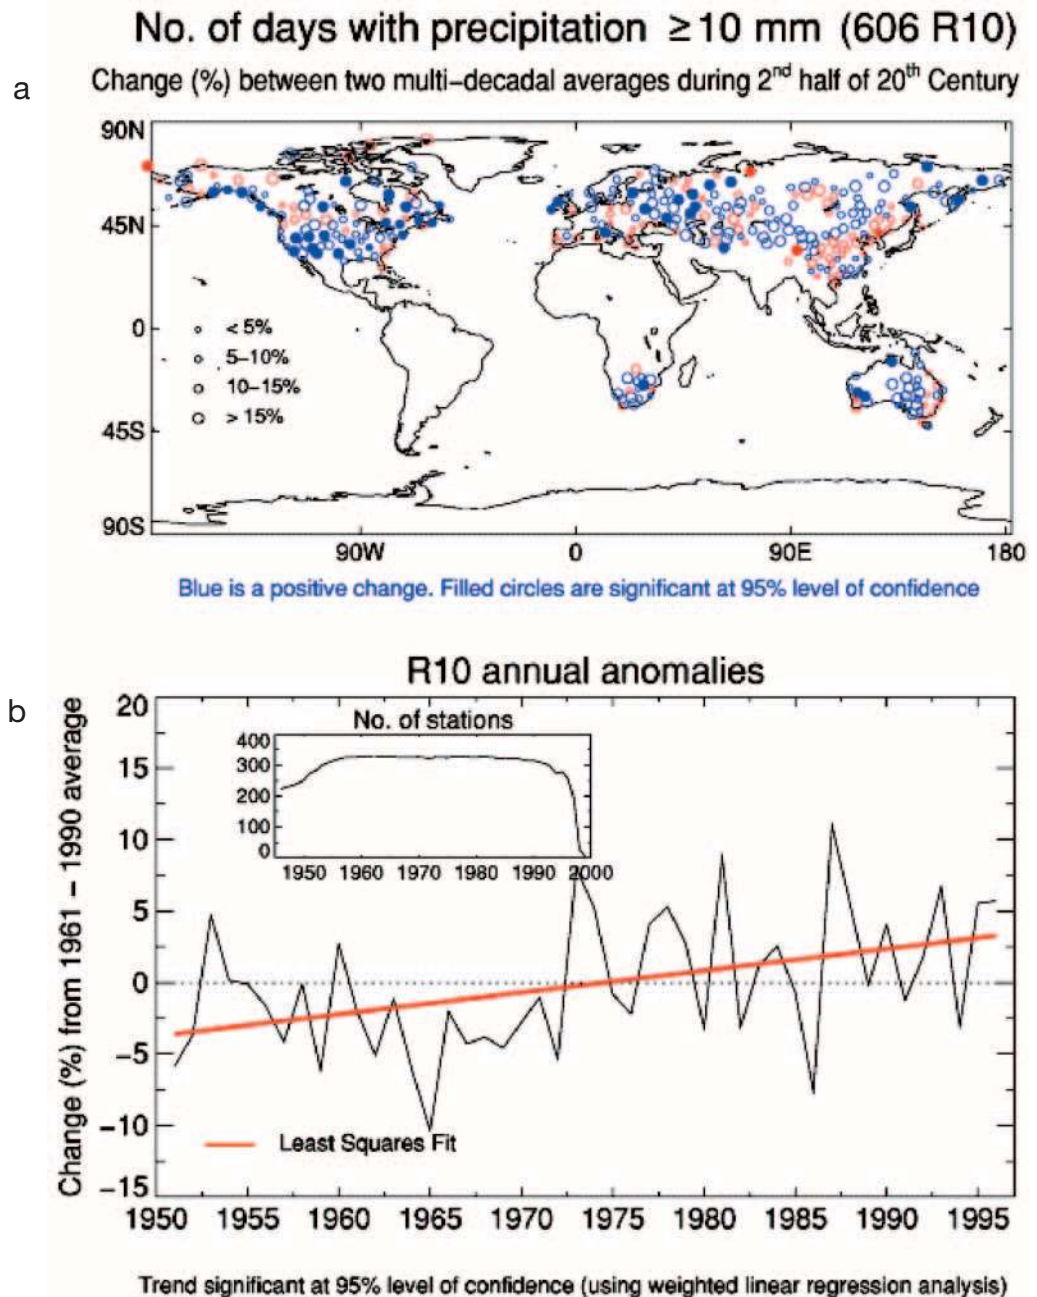 No. of days with precipitation ≥10 mm (606 R10)
a
Change (%) between two multi–decadal averages during 2nd half of 20th Century
90N
45N
0
45S
90S
< 5%
5–10%
10–15%
> 15%
90W 0 90E 180
Blue is a positive change. Filled circles are significant at 95% level of confidence
R10 annual anomalies
b
Change (%) from 1961 – 1990 average
20
15
10
5
0
−5
−10
−15
No. of stations
400
300
200
100
0
1950 1960 1970 1980 1990 2000
Least Squares Fit
1950 1955 1960 1965 1970 1975 1980 1985 1990 1995
Trend significant at 95% level of confidence (using weighted linear regression analysis)